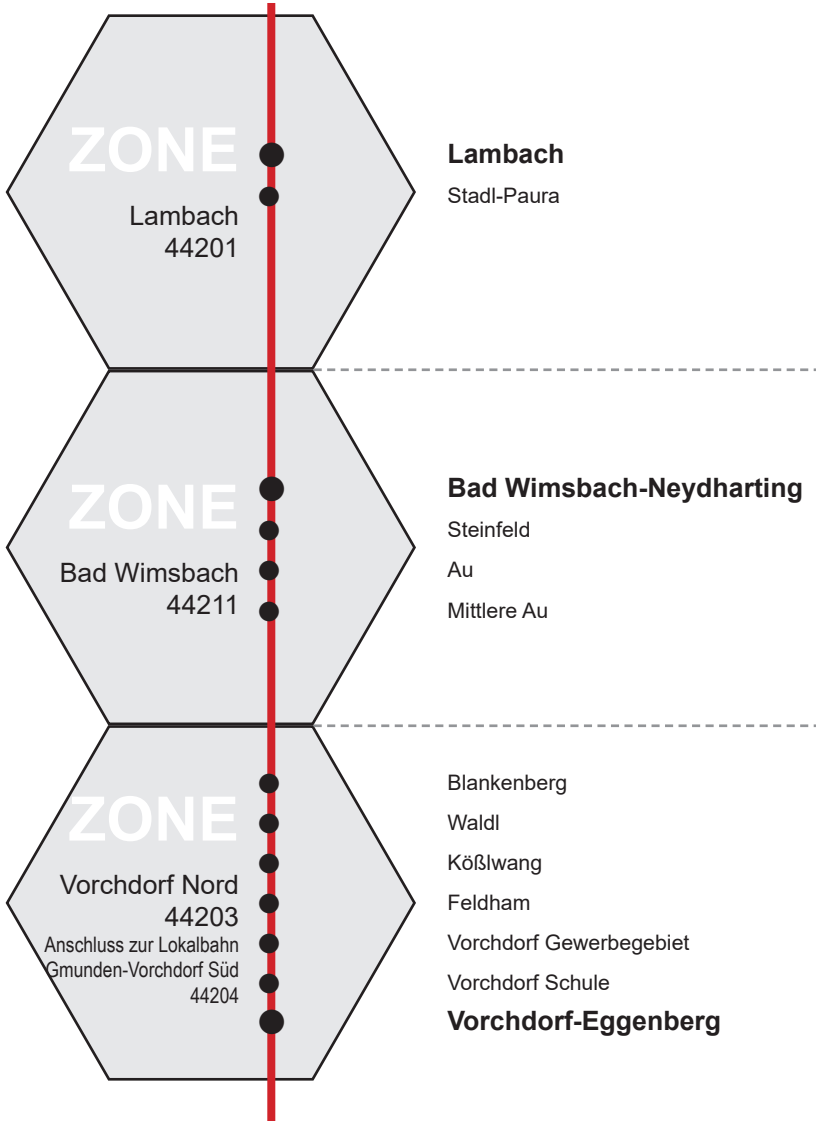 ZONE
Lambach
44201
Lambach
Stadl-Paura
ZONE
Bad Wimsbach
44211
Bad Wimsbach-Neydharting
Steinfeld
Au
Mittlere Au
ZONE
Vorchdorf Nord
44203
Anschluss zur Lokalbahn
Gmunden-Vorchdorf Süd
44204
Blankenberg
Waldl
Kößlwang
Feldham
Vorchdorf Gewerbegebiet
Vorchdorf Schule
Vorchdorf-Eggenberg